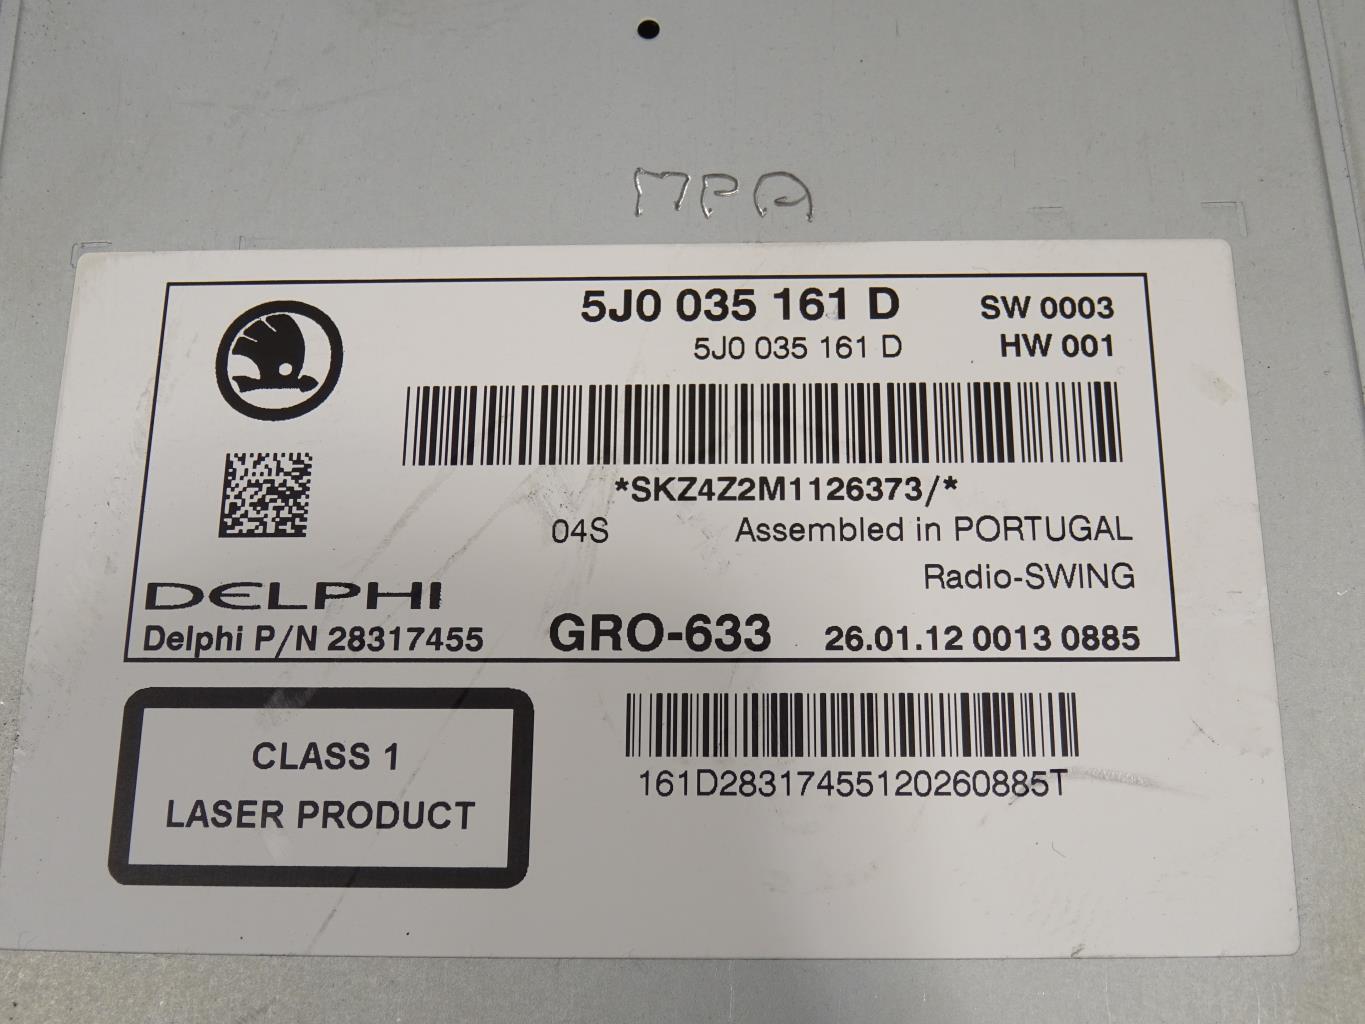 МРА
5J0 035 161 D SW 0003
5J0 035 161 D HW 001
*SKZ4Z2M1126373/*
04S Assembled in PORTUGAL
Radio-SWING
DELPHI
Delphi P/N 28317455 GRO-633 26.01.12 0013 0885
CLASS 1
LASER PRODUCT
161D28317455120260885T